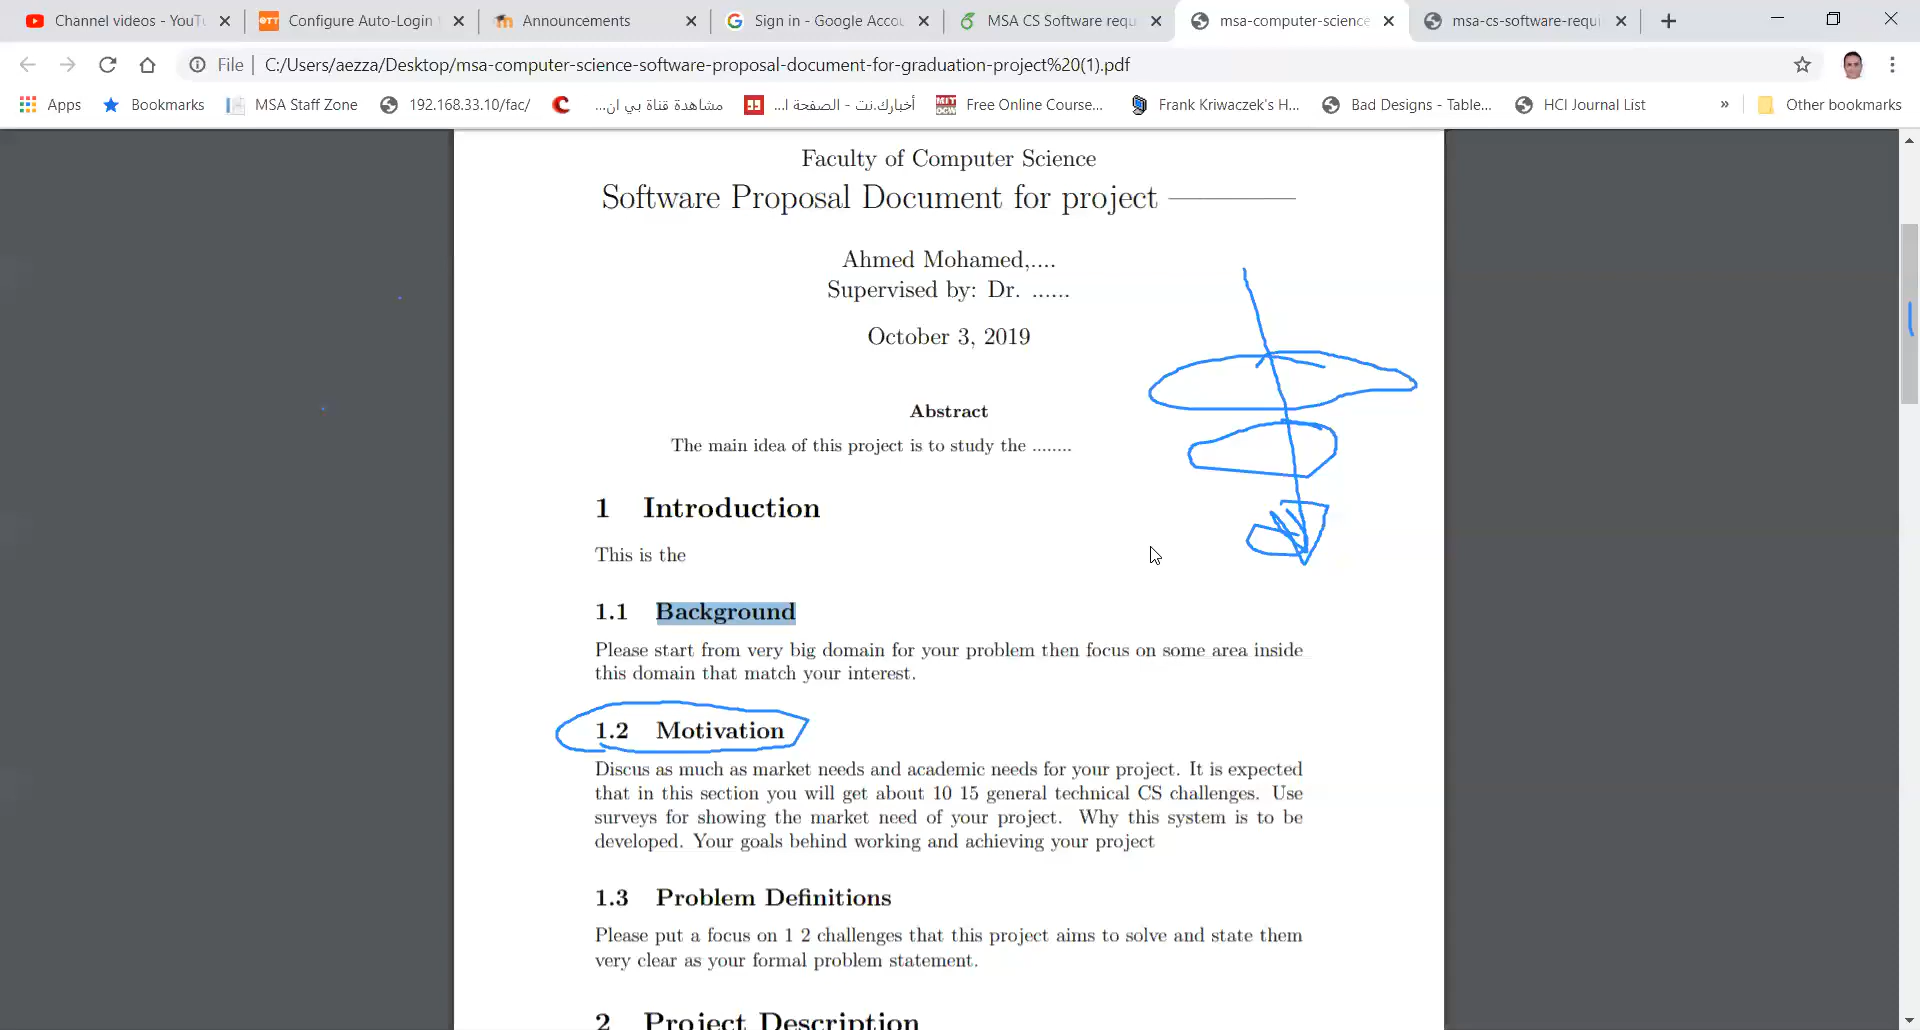 Channel videos - YouTu
Configure Auto-Login
Announcements
Sign in - Google Accou
MSA CS Software requ
msa-computer-science
msa-cs-software-requi
File | C:/Users/aezza/Desktop/msa-computer-science-software-proposal-document-for-graduation-project%20(1).pdf
Apps
Bookmarks
MSA Staff Zone
192.168.33.10/fac/
مشاهدة قناة بي ان...
أخبارك.نت - الصفحة ا...
Free Online Course...
Frank Kriwaczek's H...
Bad Designs - Table...
HCI Journal List
»
Other bookmarks
Faculty of Computer Science
Software Proposal Document for project
Ahmed Mohamed,....
Supervised by: Dr. ......
October 3, 2019
Abstract
The main idea of this project is to study the ........
1 Introduction
This is the
1.1 Background
Please start from very big domain for your problem then focus on some area inside
this domain that match your interest.
1.2 Motivation
Discus as much as market needs and academic needs for your project. It is expected
that in this section you will get about 10 15 general technical CS challenges. Use
surveys for showing the market need of your project. Why this system is to be
developed. Your goals behind working and achieving your project
1.3 Problem Definitions
Please put a focus on 1 2 challenges that this project aims to solve and state them
very clear as your formal problem statement.
2 Project Description